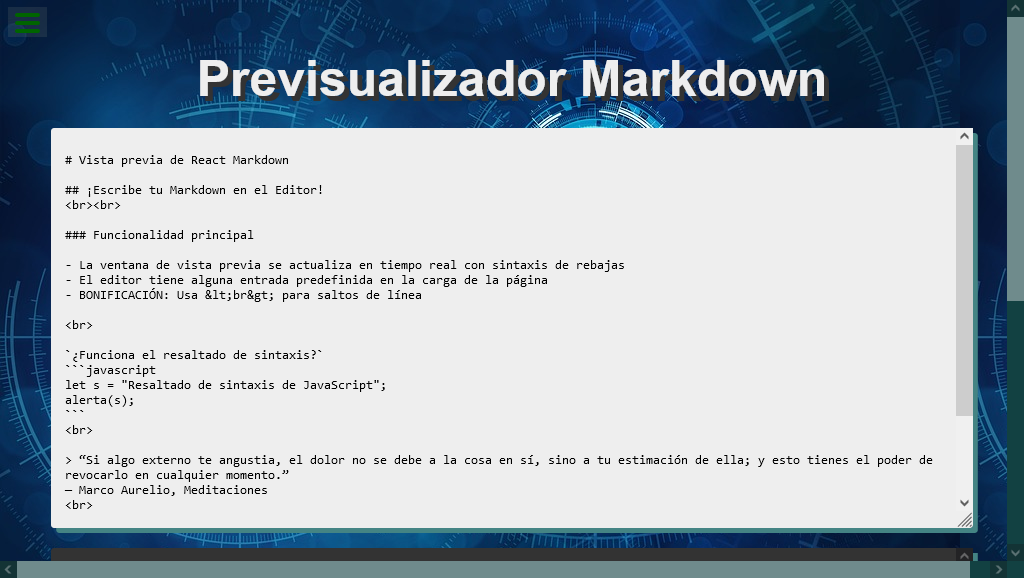 Previsualizador Markdown
# Vista previa de React Markdown
## ¡Escribe tu Markdown en el Editor!
<br><br>
### Funcionalidad principal
- La ventana de vista previa se actualiza en tiempo real con sintaxis de rebajas
- El editor tiene alguna entrada predefinida en la carga de la página
- BONIFICACIÓN: Usa &lt;br&gt; para saltos de línea
<br>
`¿Funciona el resaltado de sintaxis?`
```javascript
let s = "Resaltado de sintaxis de JavaScript";
alerta(s);
```
<br>
> “Si algo externo te angustia, el dolor no se debe a la cosa en sí, sino a tu estimación de ella; y esto tienes el poder de
revocarlo en cualquier momento.”
— Marco Aurelio, Meditaciones
<br>